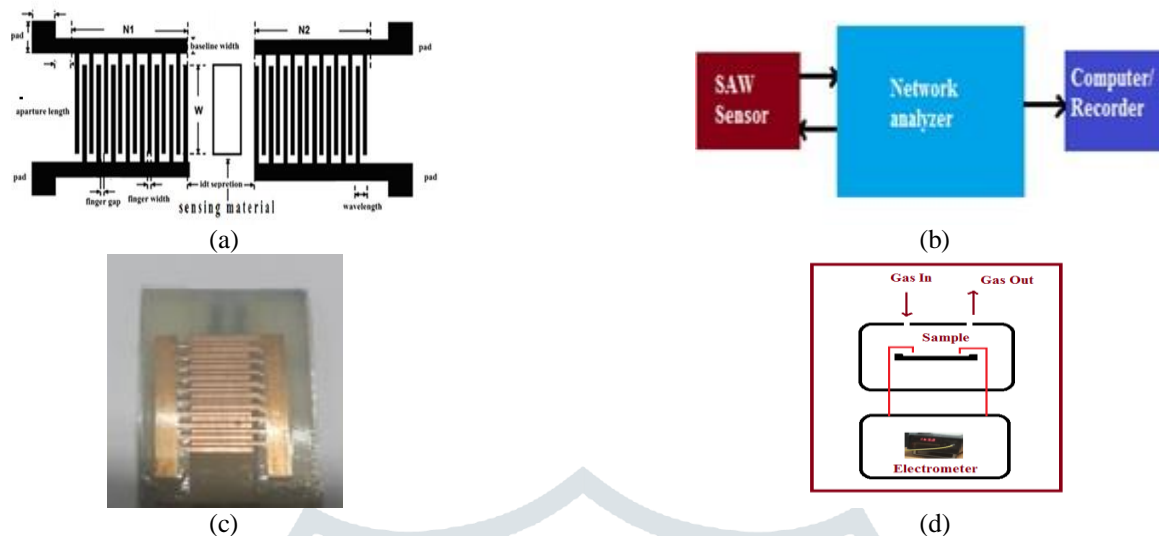 pad
N1
N2
baseline width
pad
aparture length
W
pad
pad
finger gap
finger width
idt sepretion
wavelength
sensing material
(a)
SAW
Sensor
Network
analyzer
Computer/
Recorder
(b)
(c)
Gas In
Gas Out
Sample
Electrometer
(d)